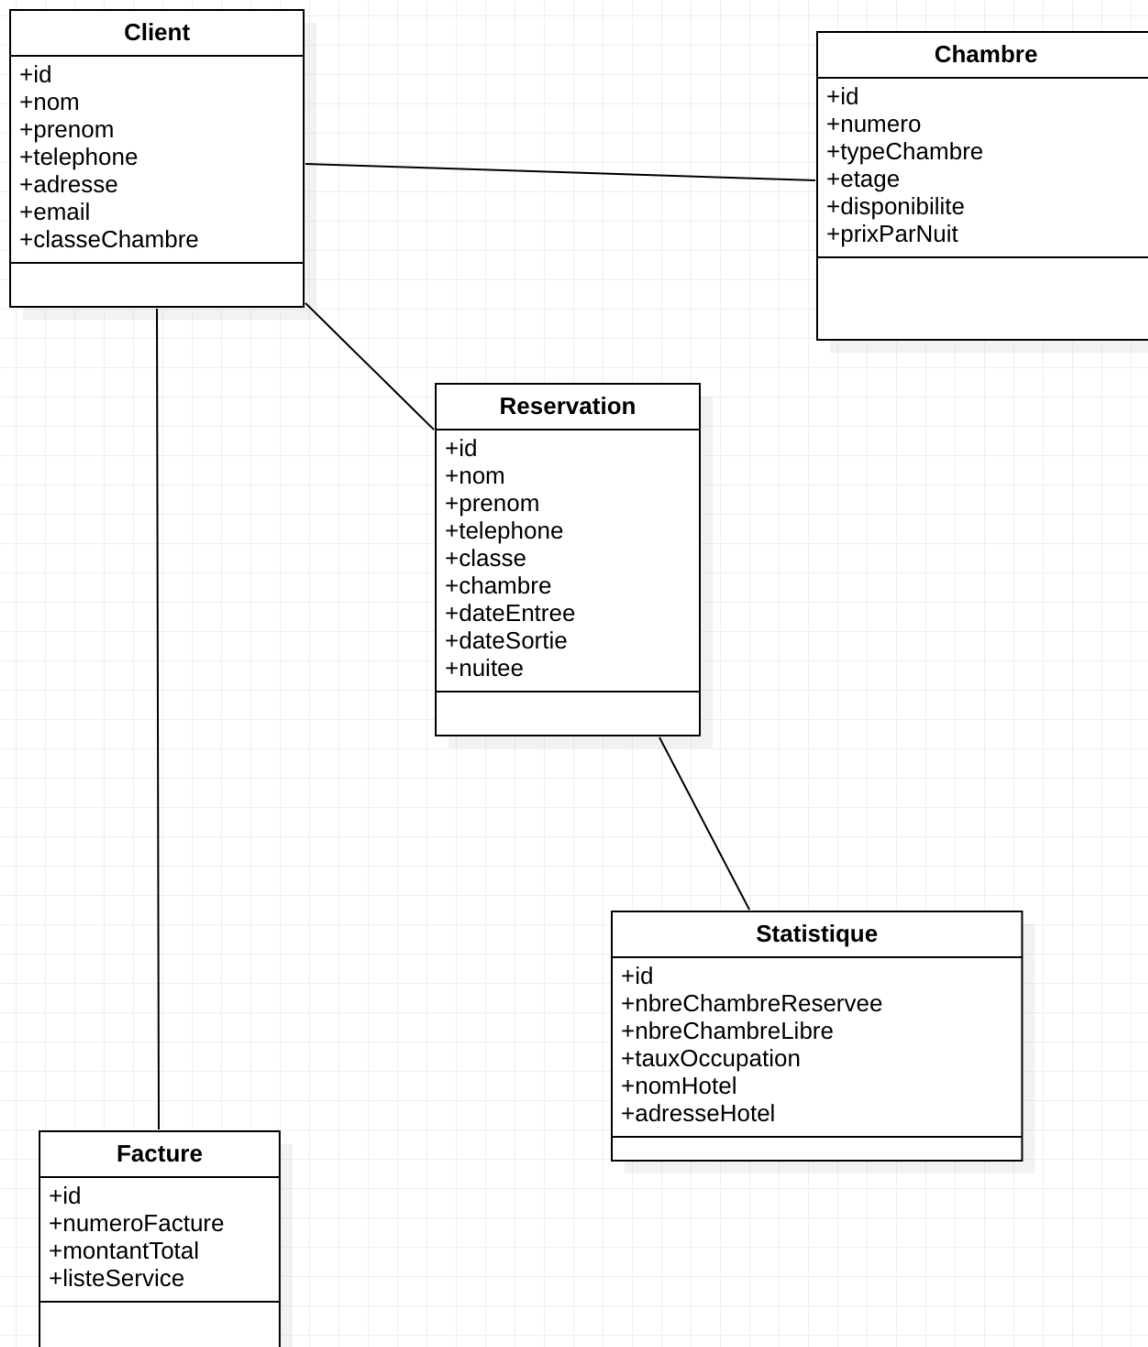 Client
+id
+nom
+prenom
+telephone
+adresse
+email
+classeChambre
Chambre
+id
+numero
+typeChambre
+etage
+disponibilite
+prixParNuit
Reservation
+id
+nom
+prenom
+telephone
+classe
+chambre
+dateEntree
+dateSortie
+nuitee
Statistique
+id
+nbreChambreReservee
+nbreChambreLibre
+tauxOccupation
+nomHotel
+adresseHotel
Facture
+id
+numeroFacture
+montantTotal
+listeService